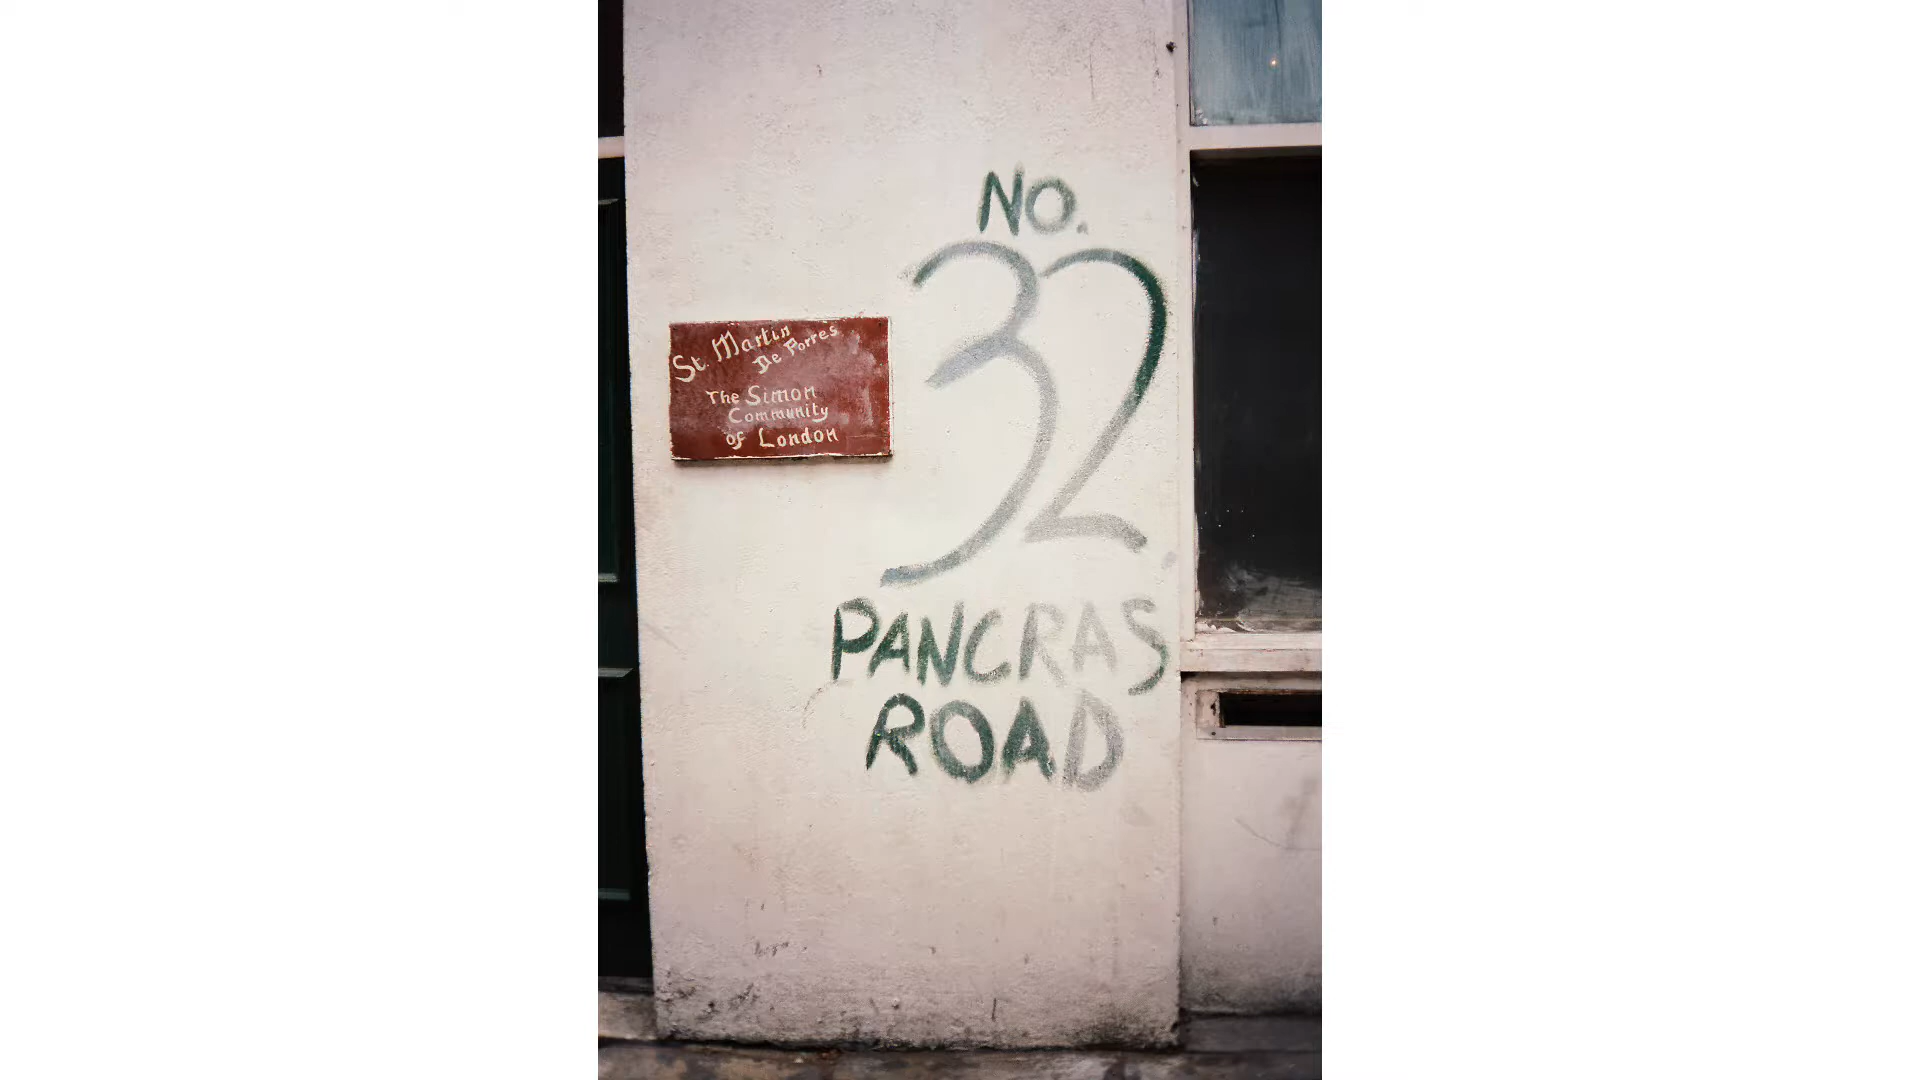 St. Martin
De Porres
The Simon
Community
of London
NO.
32
PANCRAS
ROAD